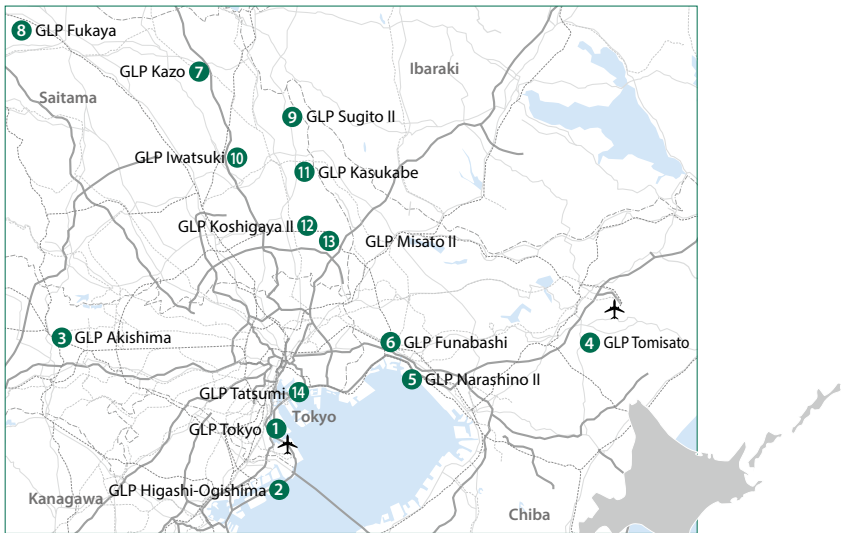 8 GLP Fukaya
GLP Kazo 7
Ibaraki
Saitama
9 GLP Sugito II
GLP Iwatsuki 10
11 GLP Kasukabe
GLP Koshigaya II 12
13 GLP Misato II
3 GLP Akishima
6 GLP Funabashi
4 GLP Tomisato
5 GLP Narashino II
GLP Tatsumi 14
Tokyo
GLP Tokyo 1
GLP Higashi-Ogishima 2
Kanagawa
Chiba